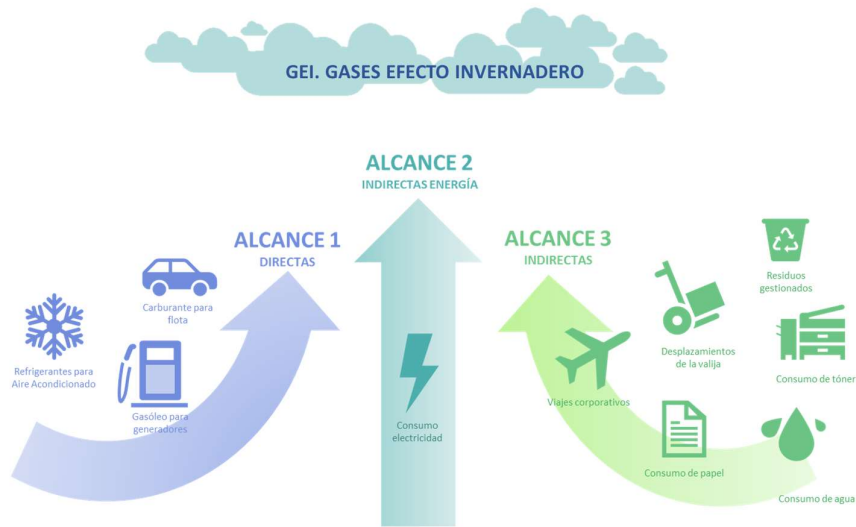 GEI. GASES EFECTO INVERNADERO
ALCANCE 2
INDIRECTAS ENERGÍA
ALCANCE 1
DIRECTAS
ALCANCE 3
INDIRECTAS
Carburante para
flota
Refrigerantes para
Aire Acondicionado
Gasóleo para
generadores
Consumo
electricidad
Residuos
gestionados
Desplazamientos
de la valija
Consumo de tóner
Viajes corporativos
Consumo de papel
Consumo de agua